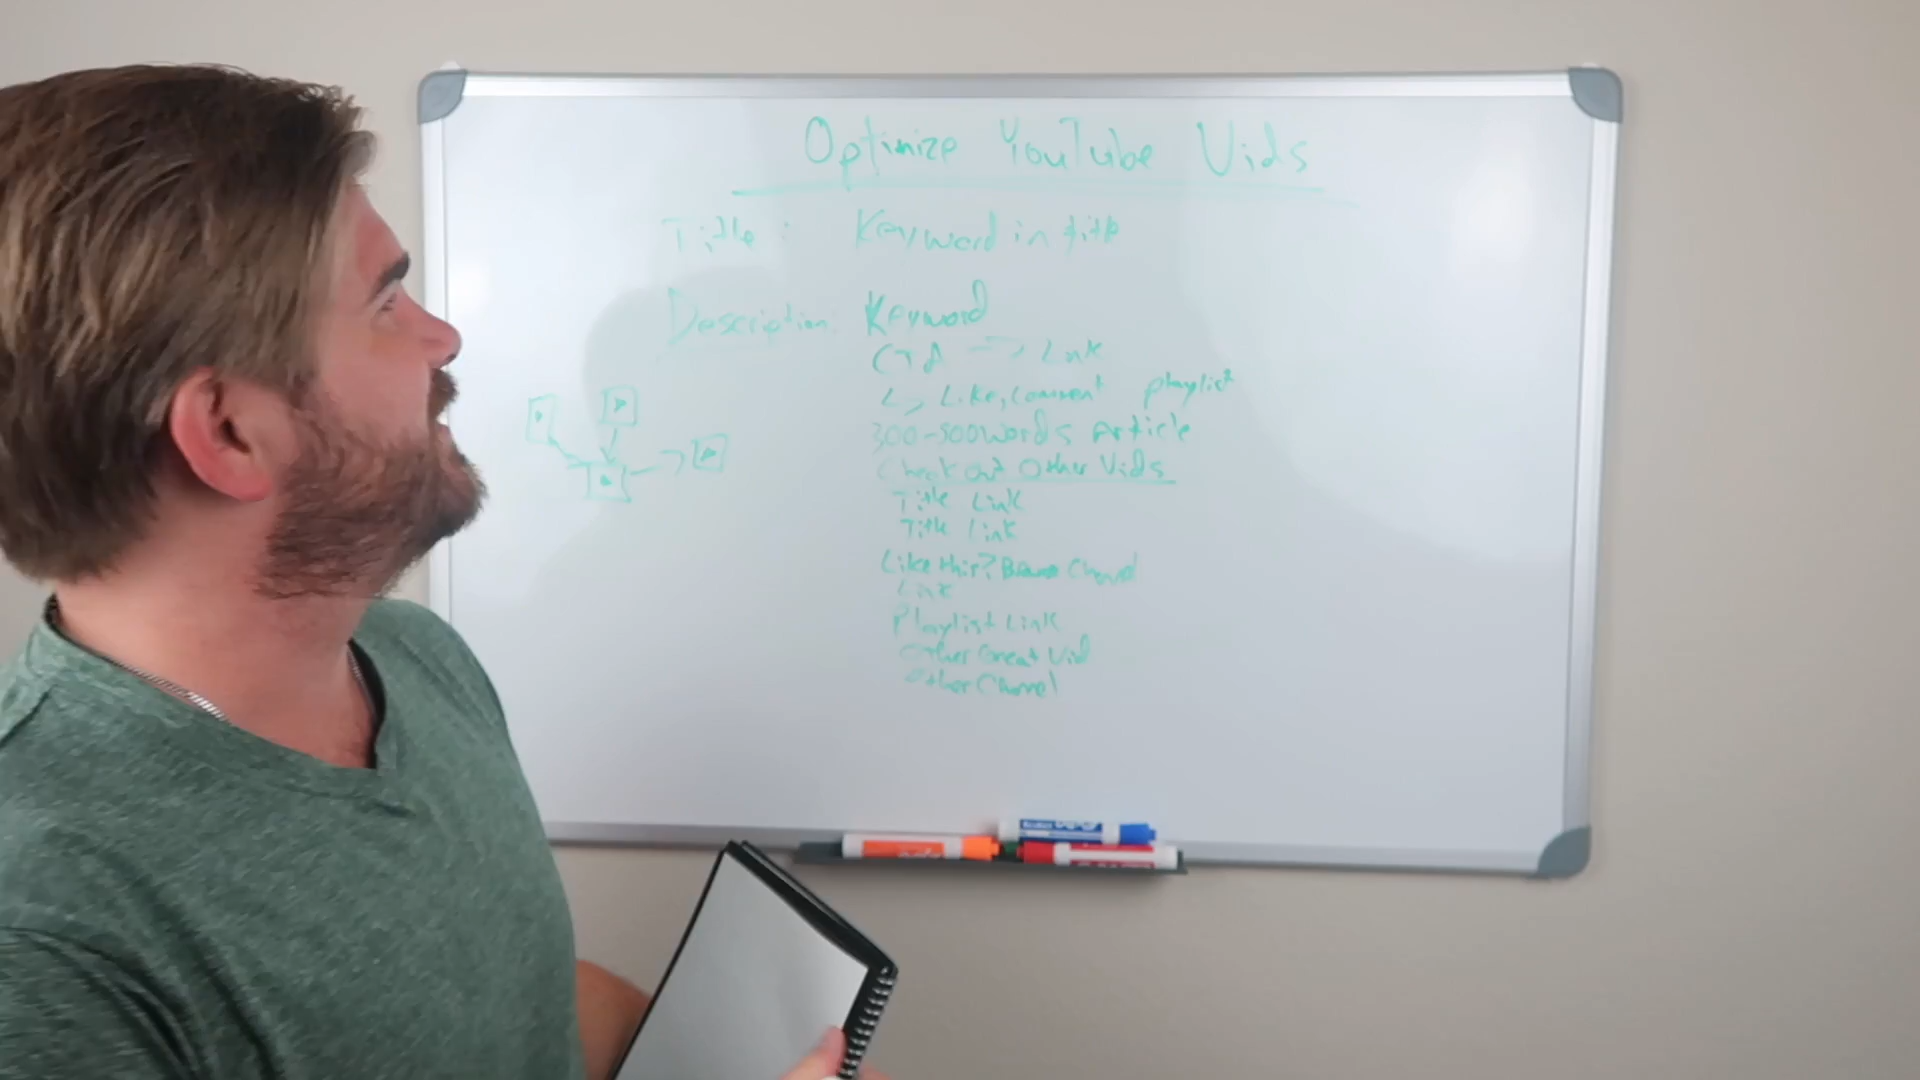 Optimize YouTube Vids
Title: Keyword in title
Description: Keyword
CTA -> Link
Like, Comment playlist
300-500 words Article
Check out Other Vids
Title Link
Title Link
Like this? Browse Channel
Link
Playlist Link
Other Great Vid
Other Channel